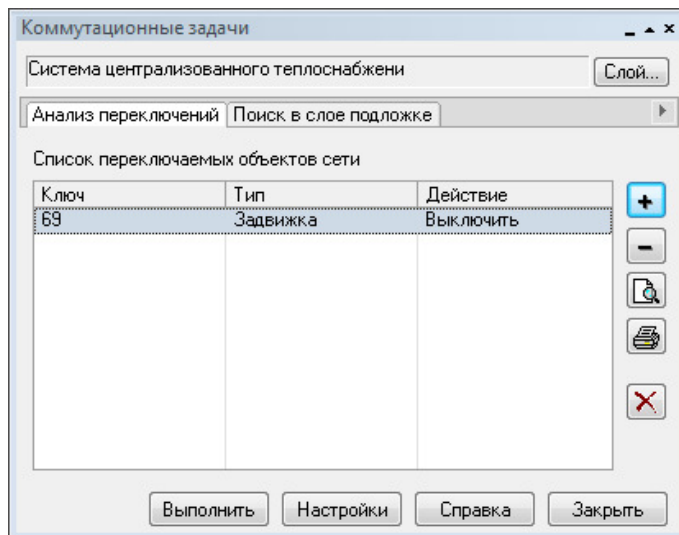 Коммутационные задачи
Система централизованного теплоснабжени
Слой...
Анализ переключений Поиск в слое подложке
Список переключаемых объектов сети
Ключ Тип Действие
69 Задвижка Выключить
Выполнить Настройки Справка Закрыть